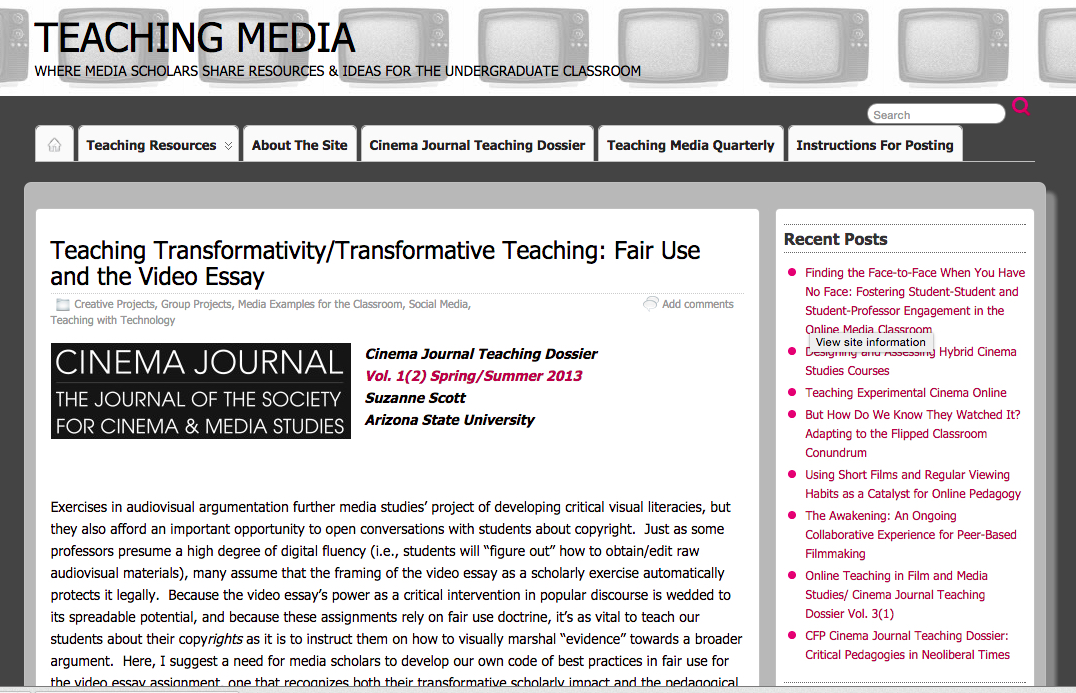 TEACHING MEDIA
WHERE MEDIA SCHOLARS SHARE RESOURCES & IDEAS FOR THE UNDERGRADUATE CLASSROOM
Search
Teaching Resources
About The Site
Cinema Journal Teaching Dossier
Teaching Media Quarterly
Instructions For Posting
Teaching Transformativity/Transformative Teaching: Fair Use
and the Video Essay
Creative Projects, Group Projects, Media Examples for the Classroom, Social Media,
Teaching with Technology
Add comments
CINEMA JOURNAL
THE JOURNAL OF THE SOCIETY
FOR CINEMA & MEDIA STUDIES
Cinema Journal Teaching Dossier
Vol. 1(2) Spring/Summer 2013
Suzanne Scott
Arizona State University
Exercises in audiovisual argumentation further media studies’ project of developing critical visual literacies, but
they also afford an important opportunity to open conversations with students about copyright.  Just as some
professors presume a high degree of digital fluency (i.e., students will “figure out” how to obtain/edit raw
audiovisual materials), many assume that the framing of the video essay as a scholarly exercise automatically
protects it legally.  Because the video essay’s power as a critical intervention in popular discourse is wedded to
its spreadable potential, and because these assignments rely on fair use doctrine, it’s as vital to teach our
students about their copyrights as it is to instruct them on how to visually marshal “evidence” towards a broader
argument.  Here, I suggest a need for media scholars to develop our own code of best practices in fair use for
the video essay assignment, one that recognizes both their transformative scholarly impact and the pedagogical
Recent Posts
Finding the Face-to-Face When You Have
No Face: Fostering Student-Student and
Student-Professor Engagement in the
Online Media Classroom
View site information
Designing and Assessing Hybrid Cinema
Studies Courses
Teaching Experimental Cinema Online
But How Do We Know They Watched It?
Adapting to the Flipped Classroom
Conundrum
Using Short Films and Regular Viewing
Habits as a Catalyst for Online Pedagogy
The Awakening: An Ongoing
Collaborative Experience for Peer-Based
Filmmaking
Online Teaching in Film and Media
Studies/ Cinema Journal Teaching
Dossier Vol. 3(1)
CFP Cinema Journal Teaching Dossier:
Critical Pedagogies in Neoliberal Times